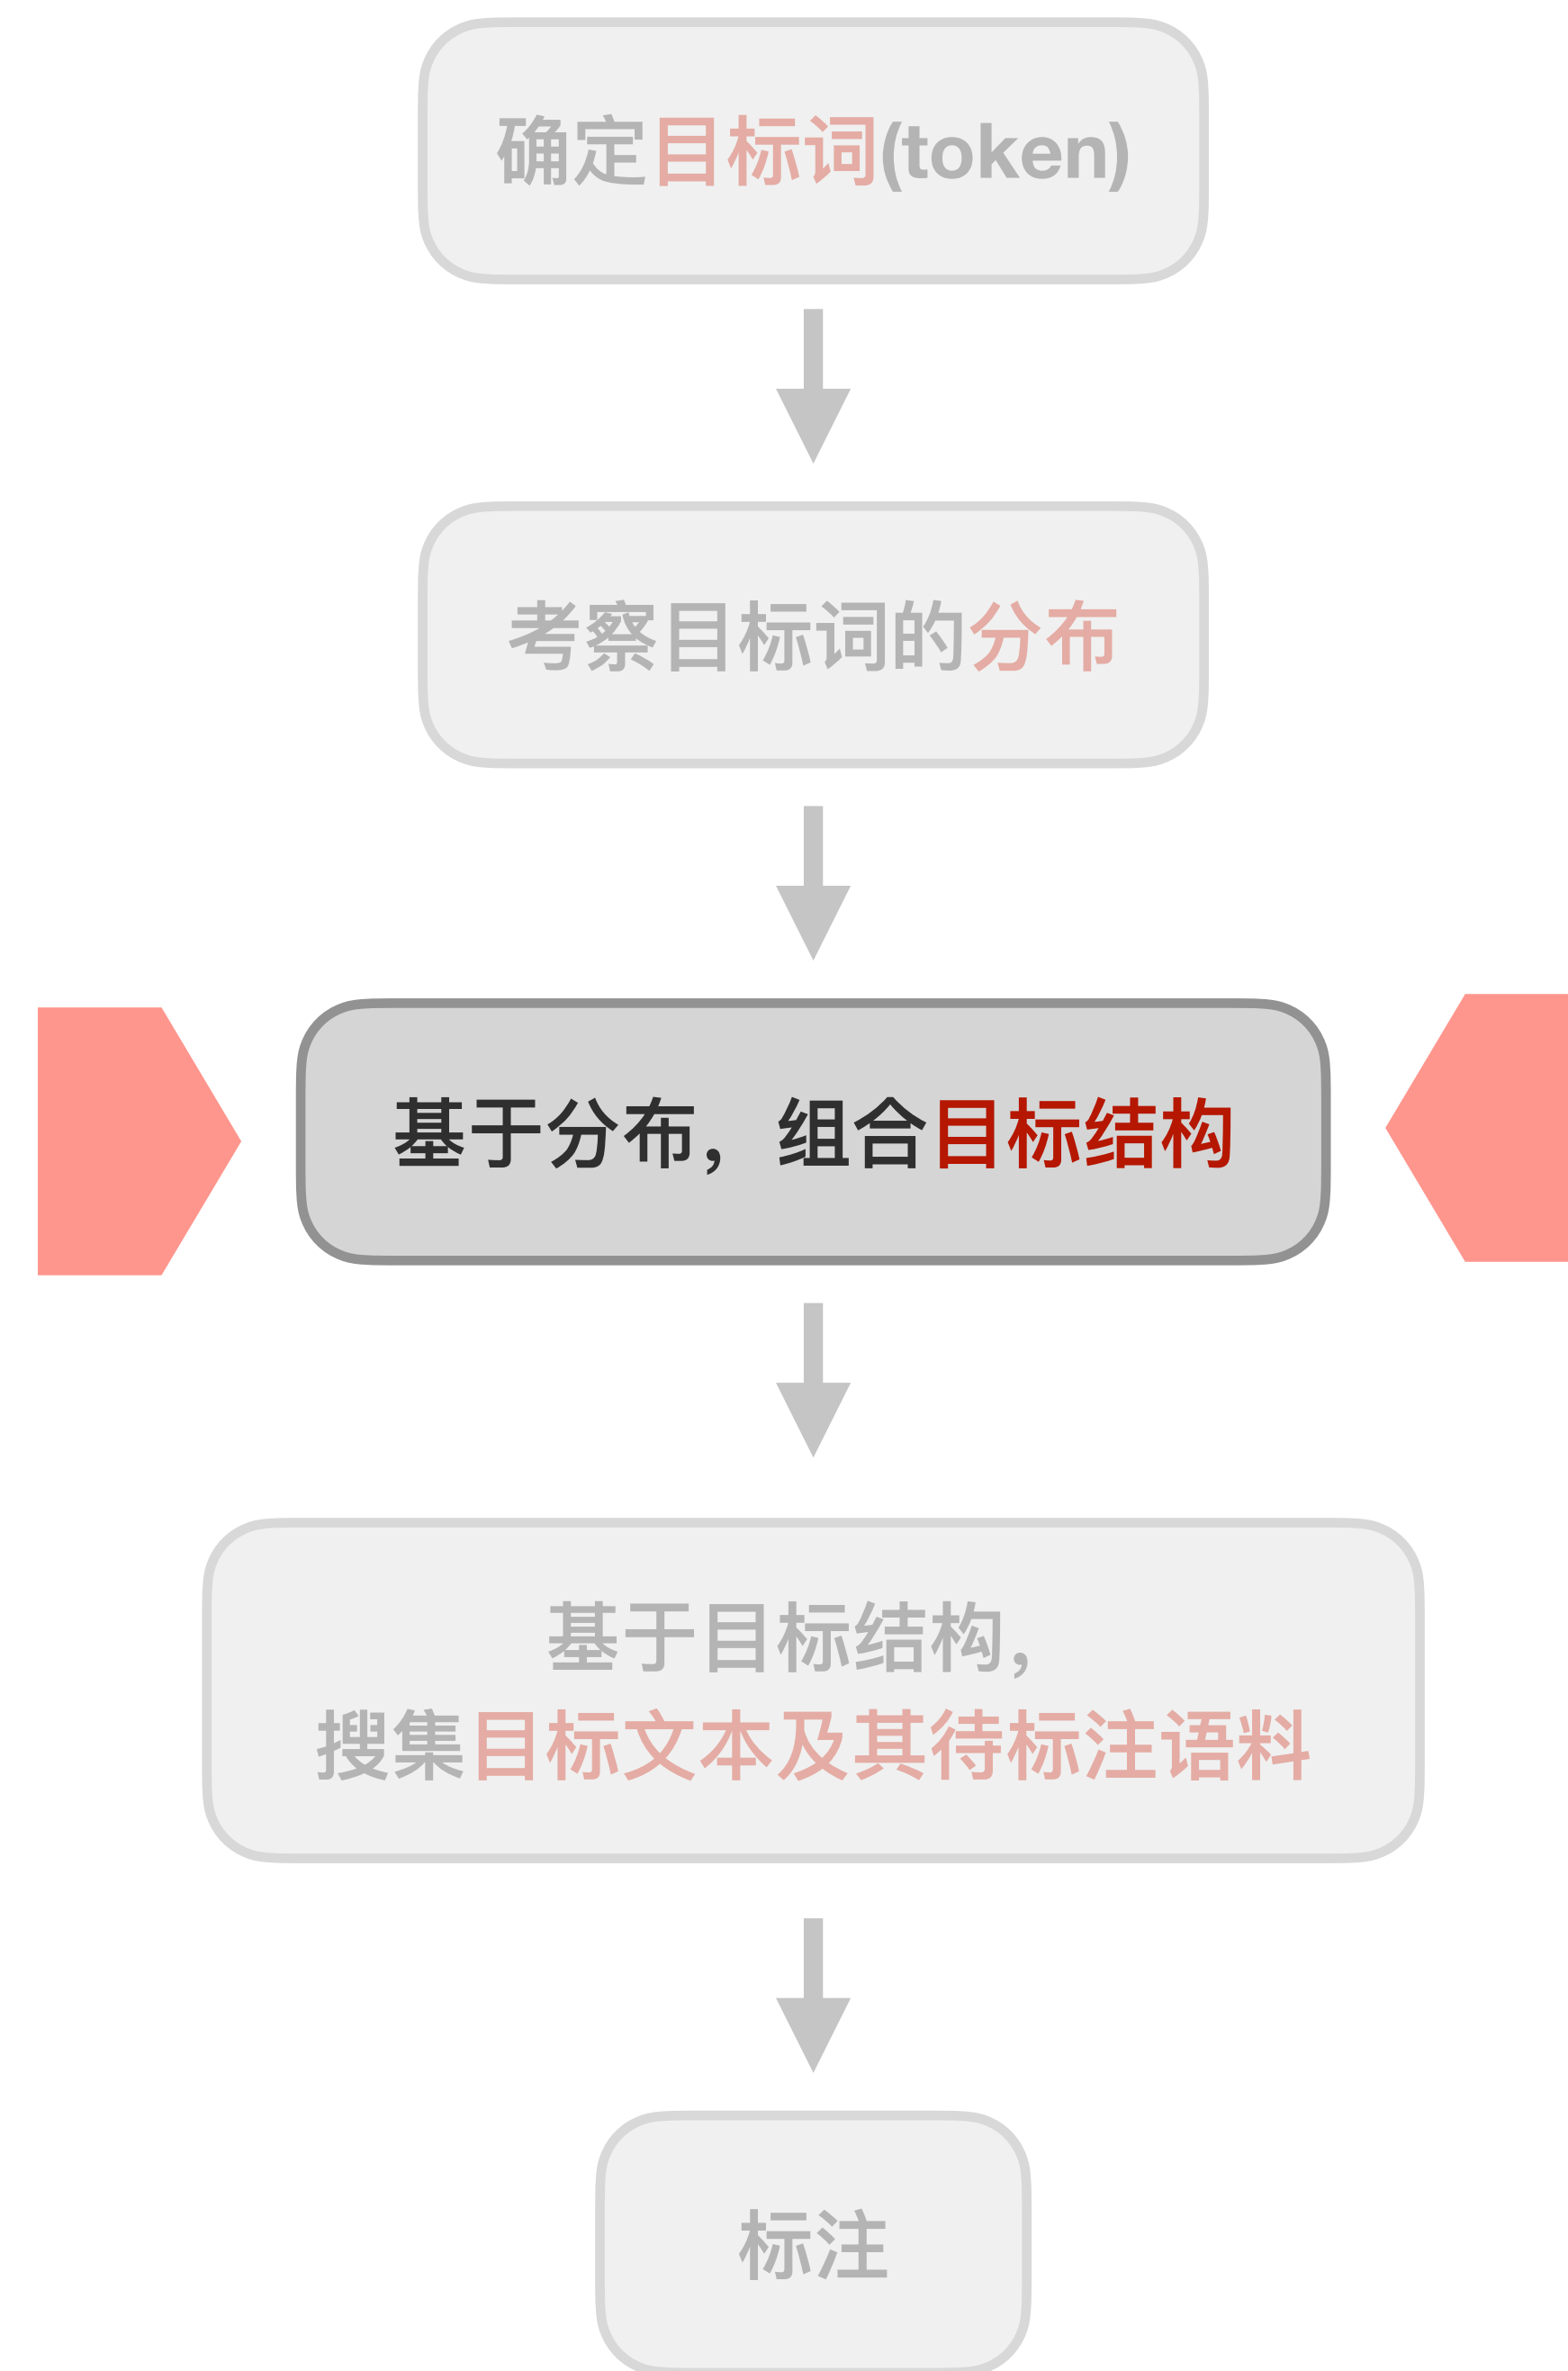 确定目标词(token)
考察目标词的分布
基于分布，组合目标结构
基于目标结构，
搜集目标文本及其待标注语料
标注